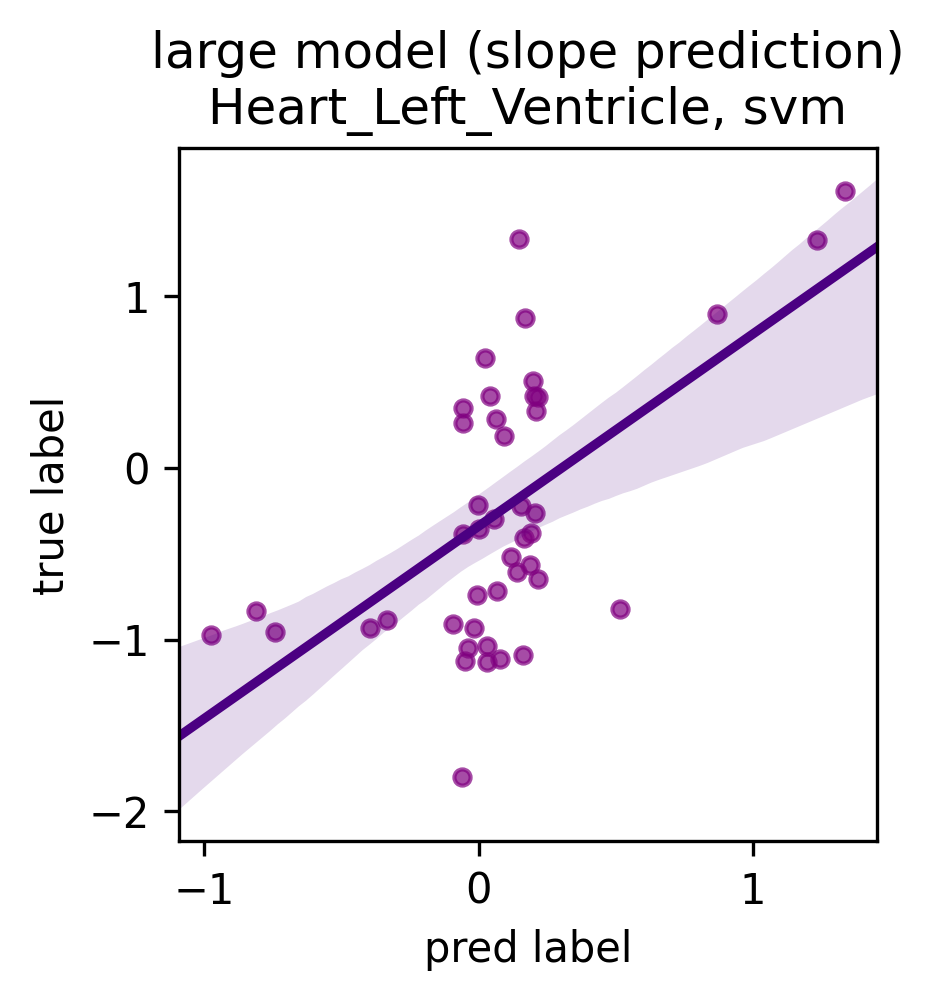 large model (slope prediction)
Heart_Left_Ventricle, svm
true label
1
0
−1
−2
−1 0 1
pred label